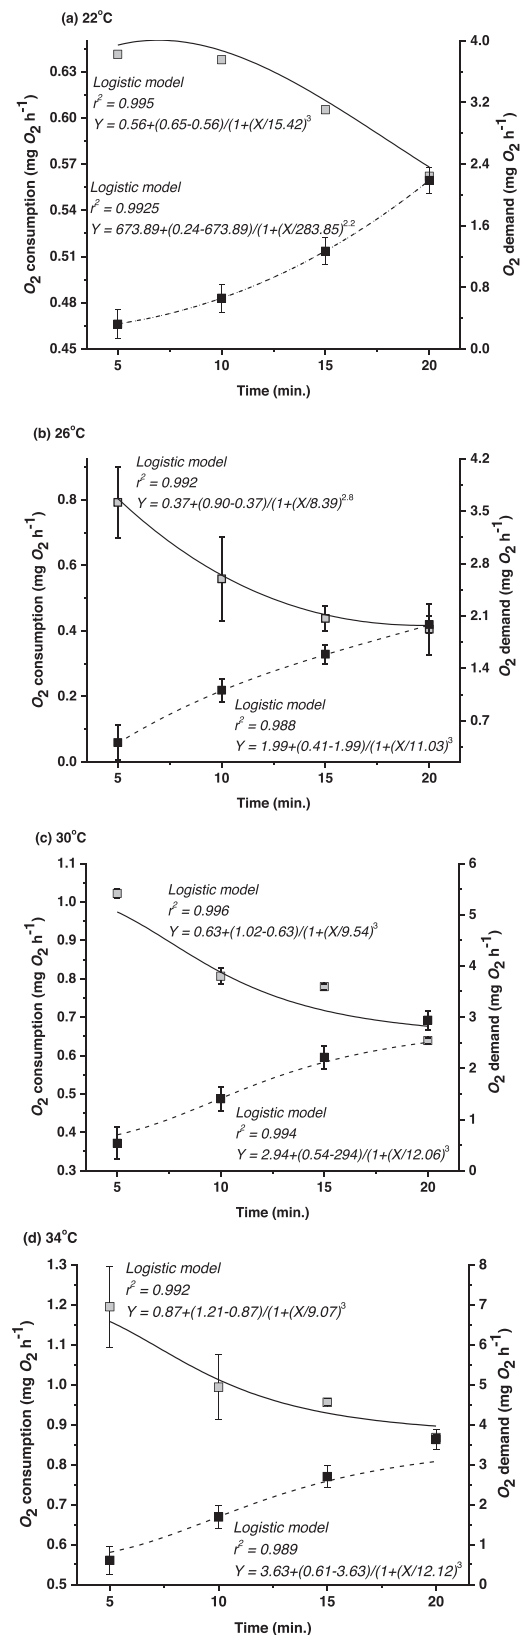 (a) 22°C
O2 consumption (mg O2 h-1)
0.63
0.60
0.57
0.54
0.51
0.48
0.45
Logistic model
r2 = 0.995
Y = 0.56+(0.65-0.56)/(1+(X/15.42)3
Logistic model
r2 = 0.9925
Y = 673.89+(0.24-673.89)/(1+(X/283.85)2.2
4.0
3.2
2.4
1.6
0.8
0.0
O2 demand (mg O2 h-1)
5 10 15 20
Time (min.)
(b) 26°C
O2 consumption (mg O2 h-1)
0.8
0.6
0.4
0.2
0.0
Logistic model
r2 = 0.992
Y = 0.37+(0.90-0.37)/(1+(X/8.39)2.8
Logistic model
r2 = 0.988
Y = 1.99+(0.41-1.99)/(1+(X/11.03)3
4.2
3.5
2.8
2.1
1.4
0.7
O2 demand (mg O2 h-1)
5 10 15 20
Time (min.)
(c) 30°C
O2 consumption (mg O2 h-1)
1.1
1.0
0.9
0.8
0.7
0.6
0.5
0.4
0.3
Logistic model
r2 = 0.996
Y = 0.63+(1.02-0.63)/(1+(X/9.54)3
Logistic model
r2 = 0.994
Y = 2.94+(0.54-294)/(1+(X/12.06)3
6
5
4
3
2
1
0
O2 demand (mg O2 h-1)
5 10 15 20
Time (min.)
(d) 34°C
O2 consumption (mg O2 h-1)
1.3
1.2
1.1
1.0
0.9
0.8
0.7
0.6
0.5
Logistic model
r2 = 0.992
Y = 0.87+(1.21-0.87)/(1+(X/9.07)3
Logistic model
r2 = 0.989
Y = 3.63+(0.61-3.63)/(1+(X/12.12)3
8
7
6
5
4
3
2
1
0
O2 demand (mg O2 h-1)
5 10 15 20
Time (min.)